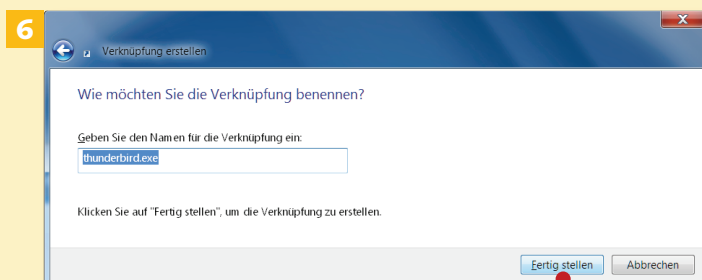 6
Verknüpfung erstellen
Wie möchten Sie die Verknüpfung benennen?
Geben Sie den Namen für die Verknüpfung ein:
thunderbird.exe
Klicken Sie auf "Fertig stellen", um die Verknüpfung zu erstellen.
Fertig stellen Abbrechen